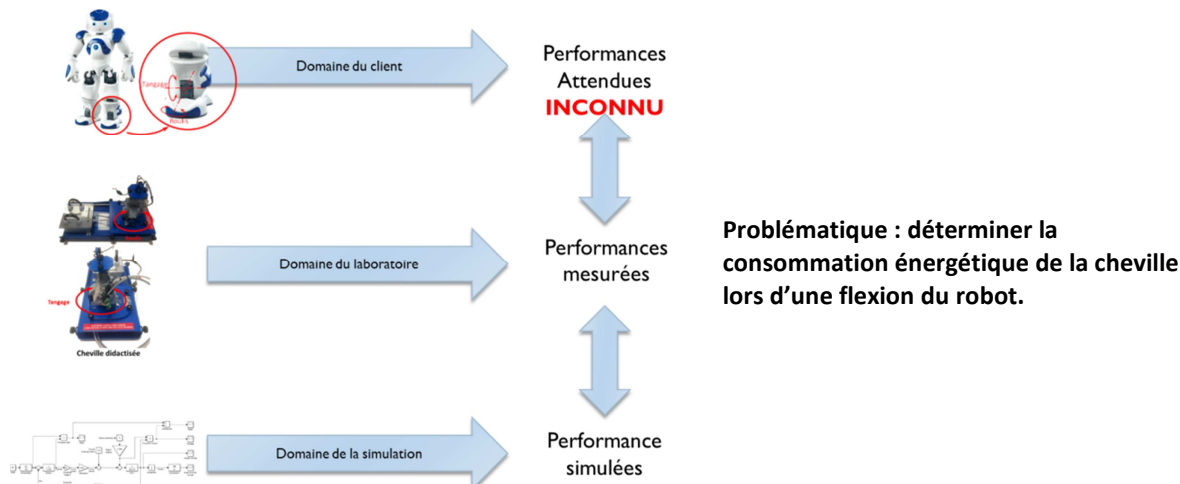 Domaine du client
Performances
Attendues
INCONNU
Tangage
Roulis
Domaine du laboratoire
Performances
mesurées
Tangage
Cheville didactisée
Problématique : déterminer la
consommation énergétique de la cheville
lors d’une flexion du robot.
Domaine de la simulation
Performance
simulées